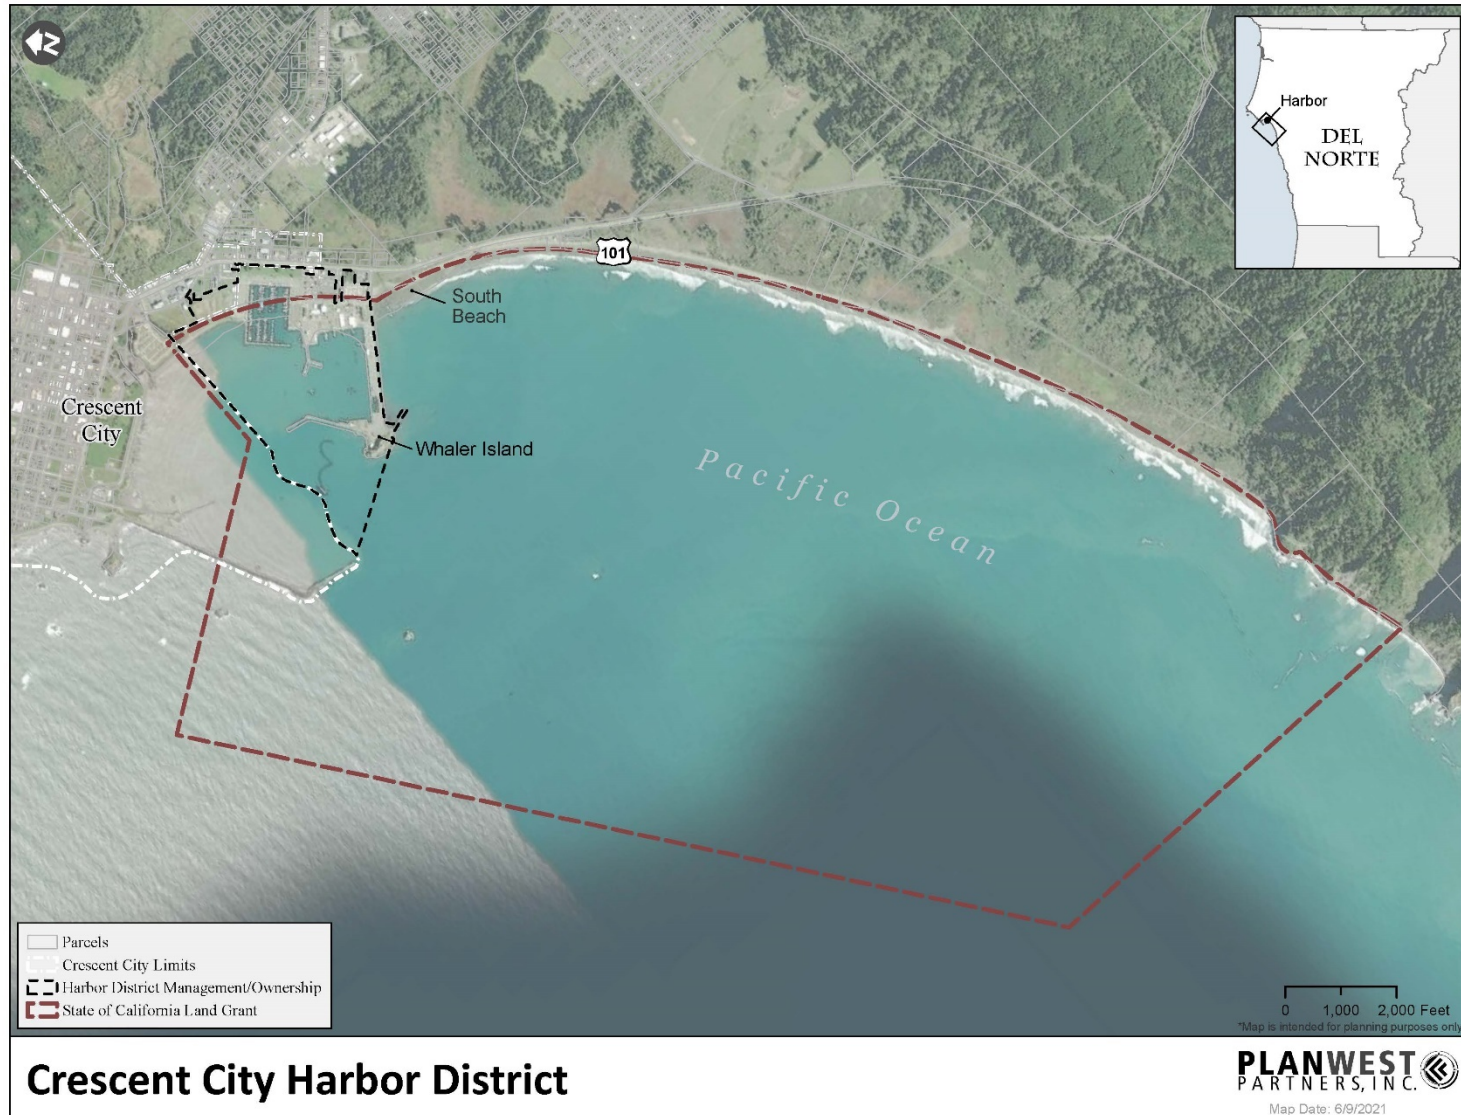 N
Harbor
DEL
NORTE
101
South
Beach
Crescent
City
Whaler Island
Pacific Ocean
Parcels
Crescent City Limits
Harbor District Management/Ownership
State of California Land Grant
0 1,000 2,000 Feet
*Map is intended for planning purposes only
Crescent City Harbor District
PLANWEST
PARTNERS, INC.
Map Date: 6/9/2021